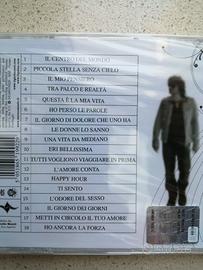 1 IL CENTRO DEL MONDO
2 PICCOLA STELLA SENZA CIELO
3 IL MIO PENSIERO
4 TRA PALCO E REALTÀ
5 QUESTA È LA MIA VITA
6 HO PERSO LE PAROLE
7 IL GIORNO DI DOLORE CHE UNO HA
8 LE DONNE LO SANNO
9 UNA VITA DA MEDIANO
10 ERI BELLISSIMA
11 TUTTI VOGLIONO VIAGGIARE IN PRIMA
12 L'AMORE CONTA
13 HAPPY HOUR
14 TI SENTO
15 L'ODORE DEL SESSO
16 IL GIORNO DEI GIORNI
17 METTI IN CIRCOLO IL TUO AMORE
18 HO ANCORA LA FORZA